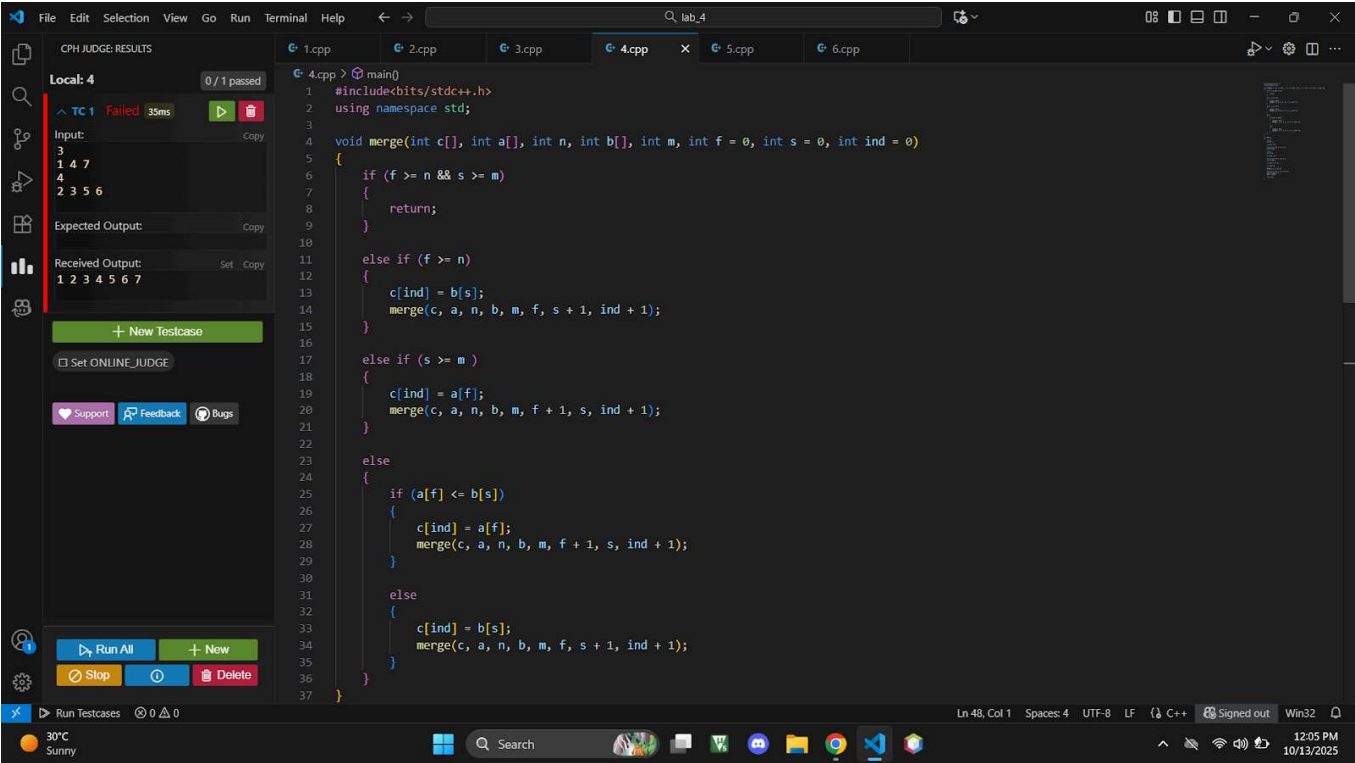 File Edit Selection View Go Run Terminal Help
lab_4
CPH JUDGE: RESULTS
1.cpp
2.cpp
3.cpp
4.cpp
5.cpp
6.cpp
Local: 4
0 / 1 passed
4.cpp > main()
TC 1 Failed 35ms
Input:
Copy
3
1 4 7
4
2 3 5 6
Expected Output:
Copy
Received Output:
Set Copy
1 2 3 4 5 6 7
+ New Testcase
Set ONLINE_JUDGE
Support
Feedback
Bugs
Run All
+ New
Stop
Delete
1 #include<bits/stdc++.h>
2 using namespace std;
3
4 void merge(int c[], int a[], int n, int b[], int m, int f = 0, int s = 0, int ind = 0)
5 {
6 if (f >= n && s >= m)
7 {
8 return;
9 }
10
11 else if (f >= n)
12 {
13 c[ind] = b[s];
14 merge(c, a, n, b, m, f, s + 1, ind + 1);
15 }
16
17 else if (s >= m )
18 {
19 c[ind] = a[f];
20 merge(c, a, n, b, m, f + 1, s, ind + 1);
21 }
22
23 else
24 {
25 if (a[f] <= b[s])
26 {
27 c[ind] = a[f];
28 merge(c, a, n, b, m, f + 1, s, ind + 1);
29 }
30
31 else
32 {
33 c[ind] = b[s];
34 merge(c, a, n, b, m, f, s + 1, ind + 1);
35 }
36 }
37 }
1
Run Testcases 0 0
Ln 48, Col 1 Spaces: 4 UTF-8 LF {} C++ Signed out Win32
30°C
Sunny
Search
12:05 PM
10/13/2025